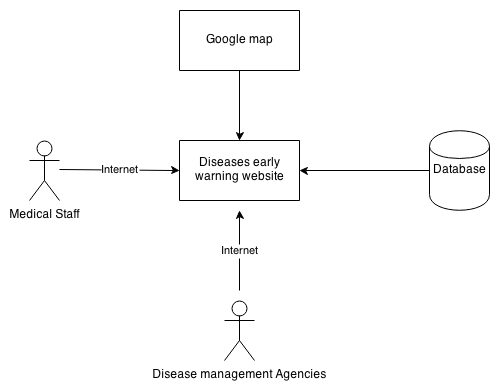 Google map
Diseases early
warning website
Internet
Database
Medical Staff
Internet
Disease management Agencies